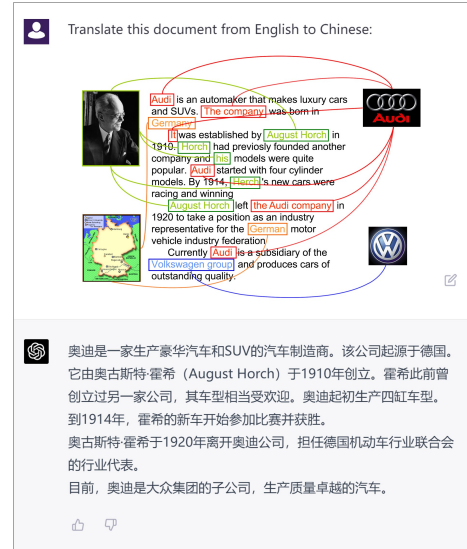 Translate this document from English to Chinese:
Audi is an automaker that makes luxury cars
and SUVs. The company was born in
Germany
It was established by August Horch in
1910. Horch had previosly founded another
company and his models were quite
popular. Audi started with four cylinder
models. By 1914, Horch 's new cars were
racing and winning
August Horch left the Audi company in
1920 to take a position as an industry
representative for the German motor
vehicle industry federation
Currently Audi is a subsidiary of the
Volkswagen group and produces cars of
outstanding quality.
Audi
奥迪是一家生产豪华汽车和SUV的汽车制造商。该公司起源于德国。
它由奥古斯特·霍希（August Horch）于1910年创立。霍希此前曾
创立过另一家公司，其车型相当受欢迎。奥迪起初生产四缸车型。
到1914年，霍希的新车开始参加比赛并获胜。
奥古斯特·霍希于1920年离开奥迪公司，担任德国机动车行业联合会
的行业代表。
目前，奥迪是大众集团的子公司，生产质量卓越的汽车。